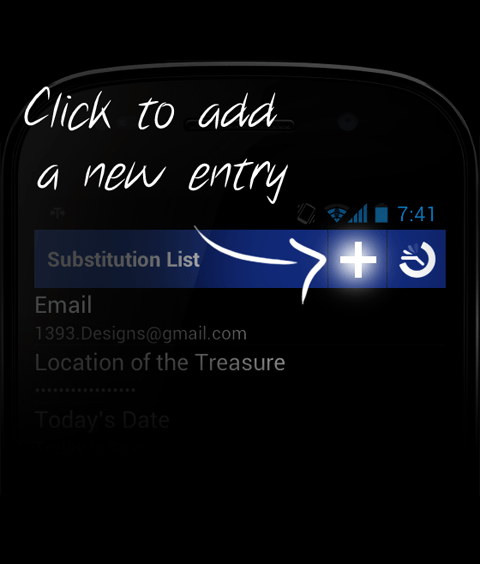 Click to add
a new entry
7:41
Substitution List
Email
1393.Designs@gmail.com
Location of the Treasure
•••••••••••••••••
Today's Date